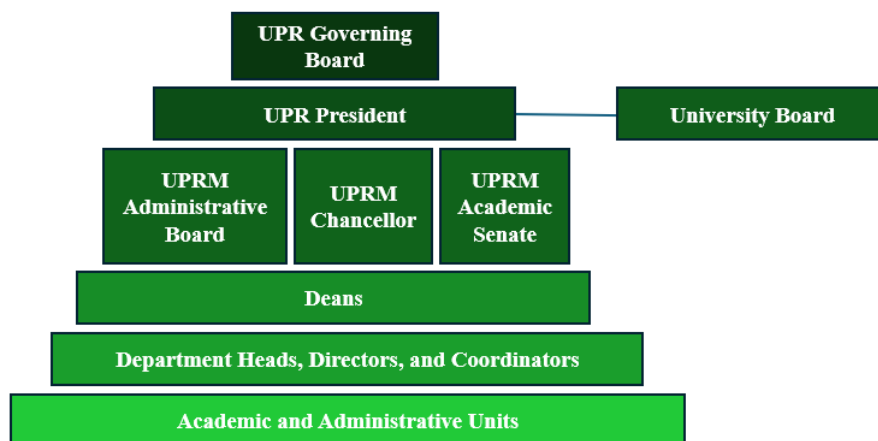 UPR Governing
Board
UPR President
University Board
UPRM
Administrative
Board
UPRM
Chancellor
UPRM
Academic
Senate
Deans
Department Heads, Directors, and Coordinators
Academic and Administrative Units